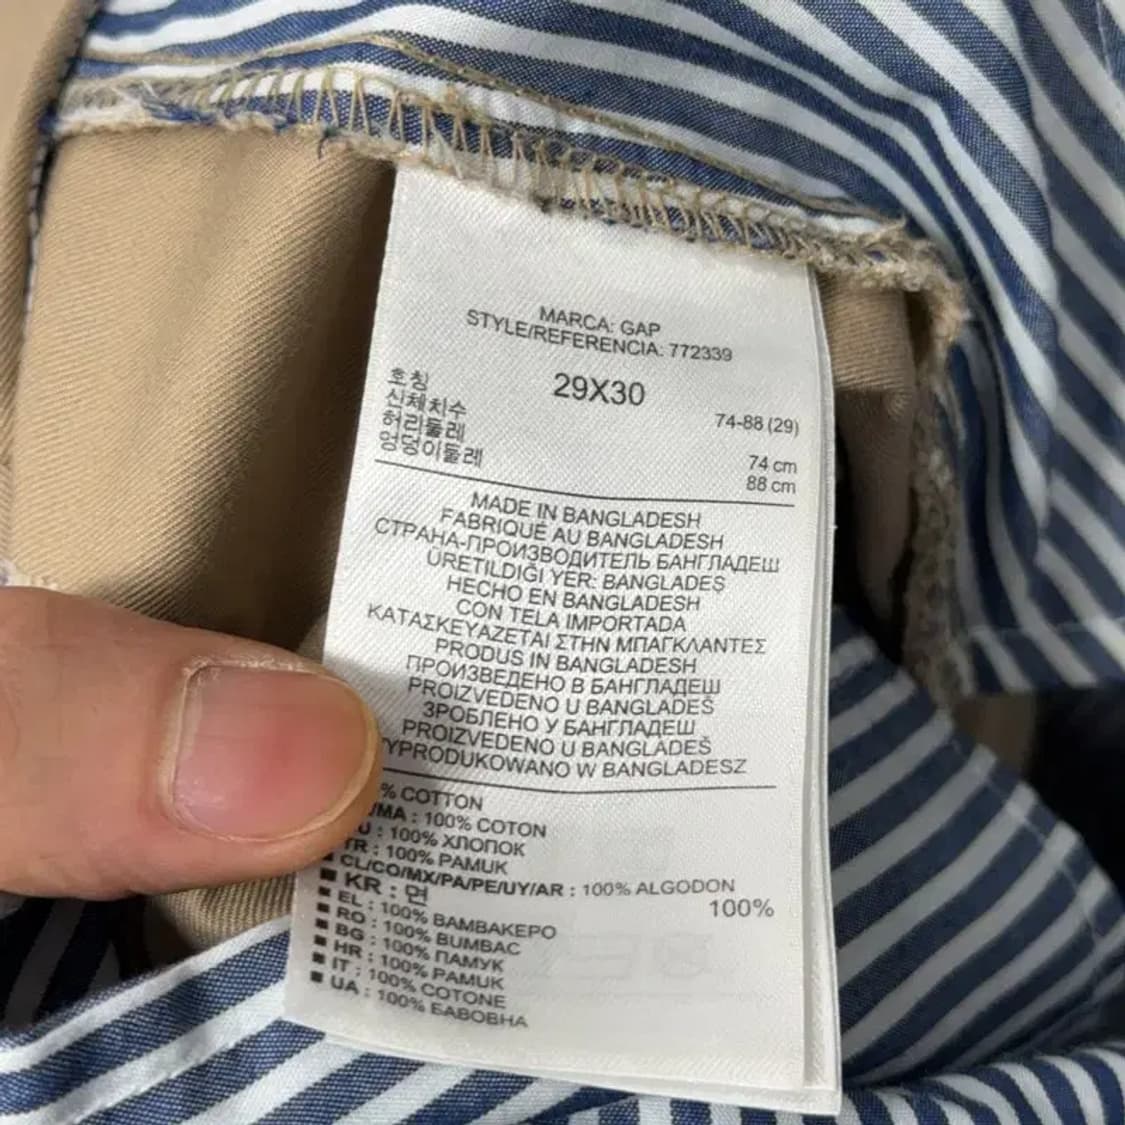 MARCA: GAP
STYLE/REFERENCIA: 772339
29X30
호칭 74-88 (29)
신체치수
허리둘레 74 cm
엉덩이둘레 88 cm
MADE IN BANGLADESH
FABRIQUÉ AU BANGLADESH
СТРАНА-ПРОИЗВОДИТЕЛЬ БАНГЛАДЕШ
ÜRETILDIĞI YER: BANGLADEŞ
HECHO EN BANGLADESH
CON TELA IMPORTADA
ΚΑΤΑΣΚΕΥΑΖΕΤΑΙ ΣΤΗΝ ΜΠΑΓΚΛΑΝΤΕΣ
PRODUS IN BANGLADESH
ПРОИЗВЕДЕНО В БАНГЛАДЕШ
PROIZVEDENO U BANGLADEŠ
ЗРОБЛЕНО У БАНГЛАДЕШ
PROIZVEDENO U BANGLADEŠ
WYPRODUKOWANO W BANGLADESZ
% COTTON
/MA : 100% COTON
: 100% ХЛОПОК
TR : 100% PAMUK
CL/CO/MX/PA/PE/UY/AR : 100% ALGODON
KR : 면 100%
EL : 100% ΒΑΜΒΑΚΕΡΟ
RO : 100% BUMBAC
BG : 100% ПАМУК
HR : 100% PAMUK
IT : 100% COTONE
UA : 100% БАВОВНА